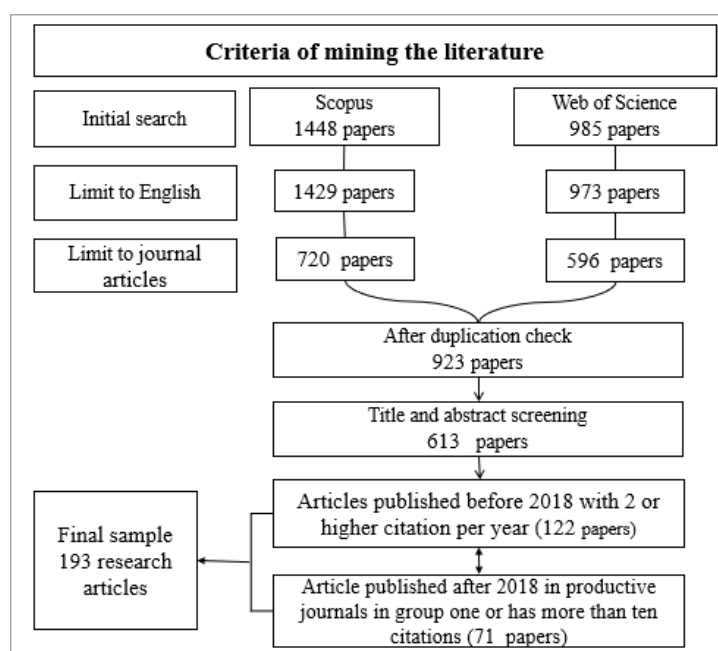 Criteria of mining the literature
Initial search
Scopus
1448 papers
Web of Science
985 papers
Limit to English
1429 papers
973 papers
Limit to journal
articles
720 papers
596 papers
After duplication check
923 papers
Title and abstract screening
613 papers
Articles published before 2018 with 2 or
higher citation per year (122 papers)
Final sample
193 research
articles
Article published after 2018 in productive
journals in group one or has more than ten
citations (71 papers)